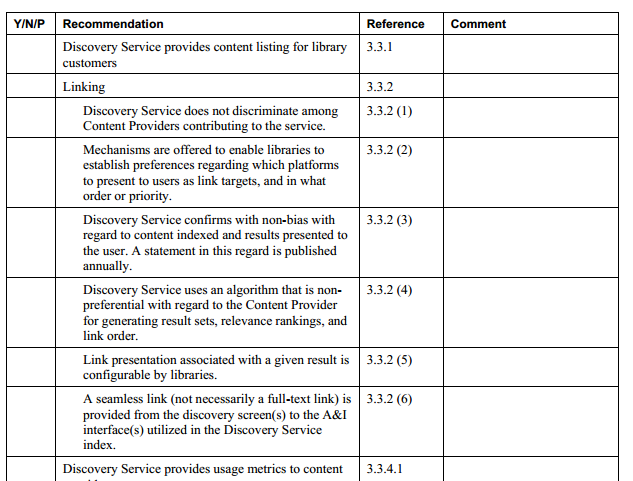 Y/N/P Recommendation Reference Comment
Discovery Service provides content listing for library 3.3.1
customers
Linking 3.3.2
Discovery Service does not discriminate among 3.3.2 (1)
Content Providers contributing to the service.
Mechanisms are offered to enable libraries to 3.3.2 (2)
establish preferences regarding which platforms
to present to users as link targets, and in what
order or priority.
Discovery Service confirms with non-bias with 3.3.2 (3)
regard to content indexed and results presented to
the user. A statement in this regard is published
annually.
Discovery Service uses an algorithm that is non- 3.3.2 (4)
preferential with regard to the Content Provider
for generating result sets, relevance rankings, and
link order.
Link presentation associated with a given result is 3.3.2 (5)
configurable by libraries.
A seamless link (not necessarily a full-text link) is 3.3.2 (6)
provided from the discovery screen(s) to the A&I
interface(s) utilized in the Discovery Service
index.
Discovery Service provides usage metrics to content 3.3.4.1